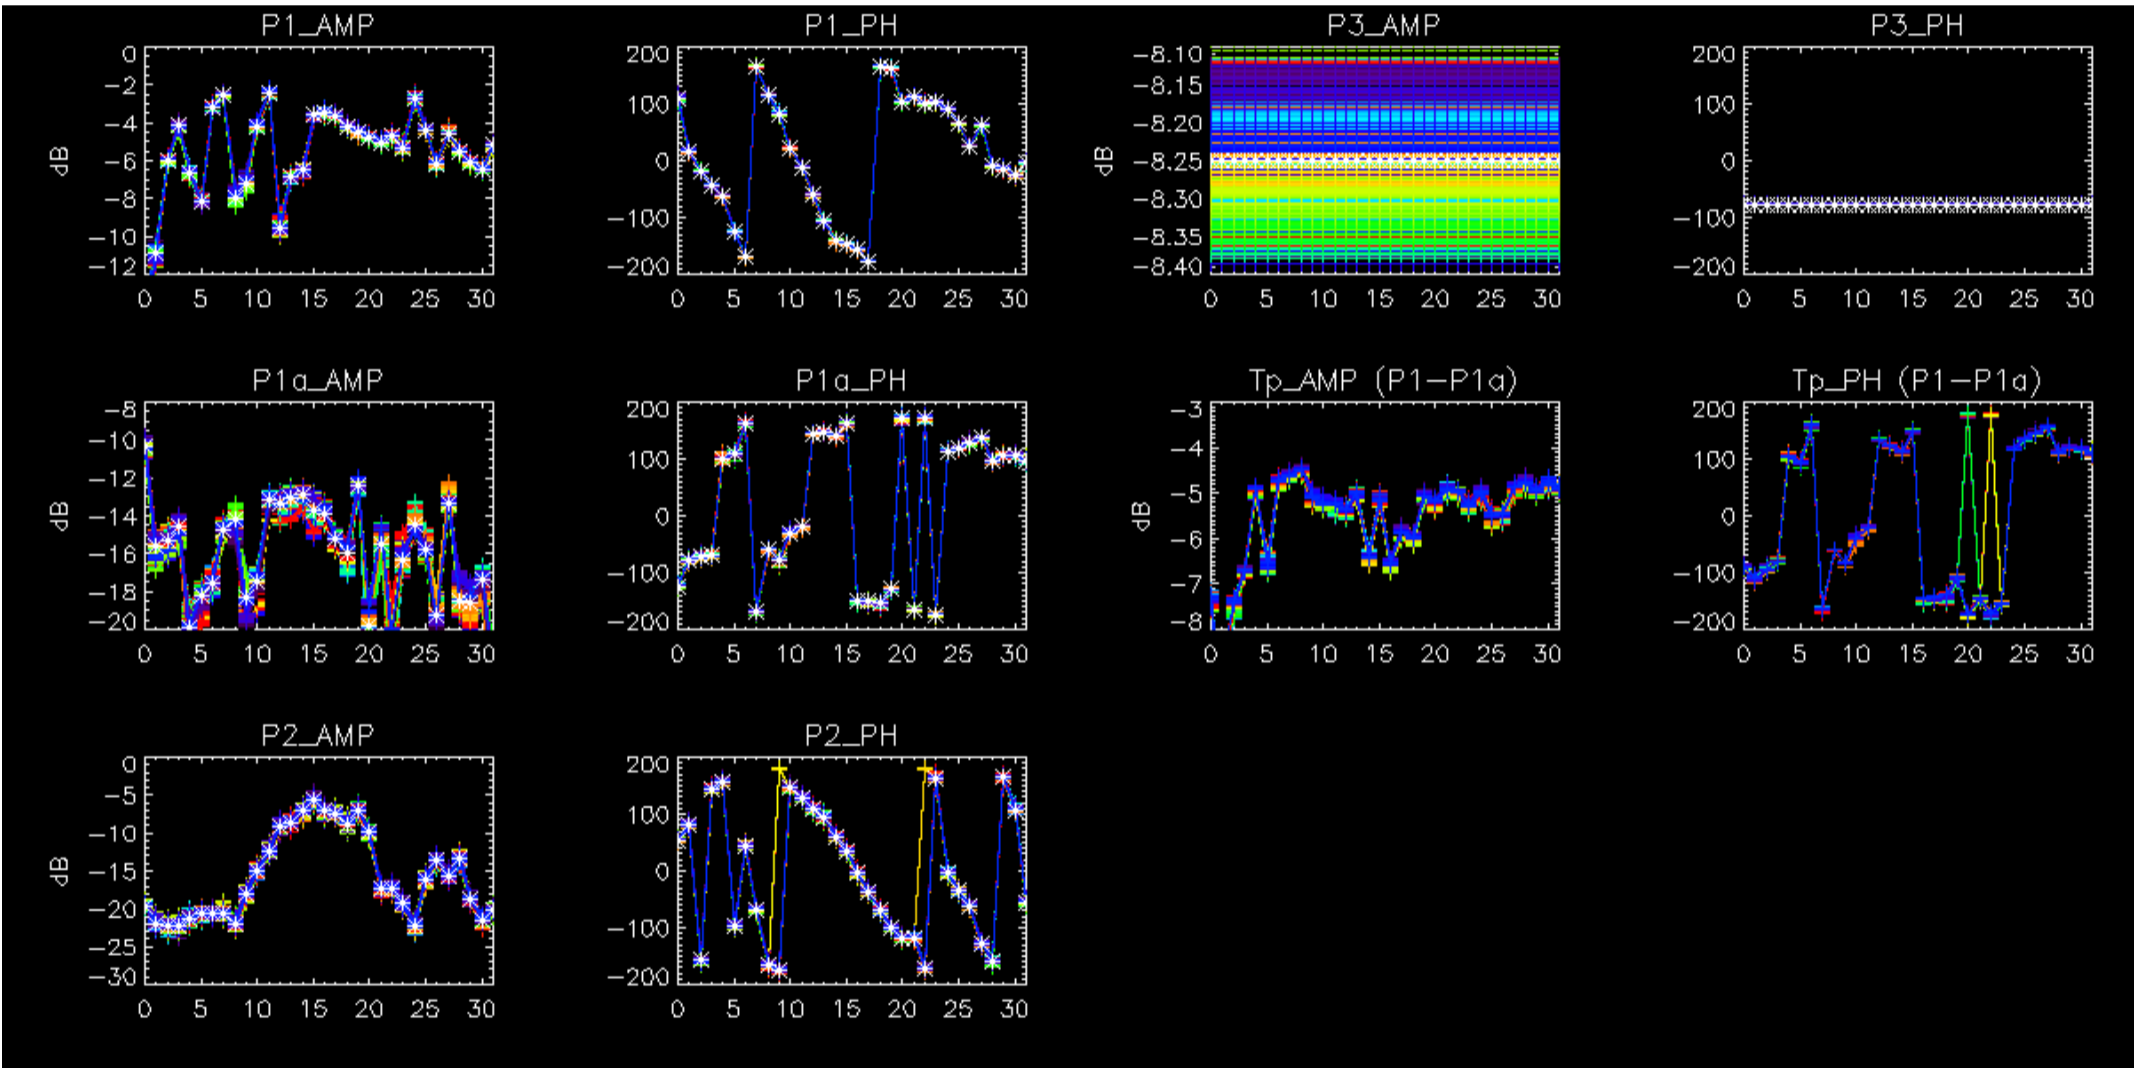 P1_AMP
0
−2
−4
−6
−8
−10
−12
dB
0 5 10 15 20 25 30
P1_PH
200
100
0
−100
−200
0 5 10 15 20 25 30
P3_AMP
−8.10
−8.15
−8.20
−8.25
−8.30
−8.35
−8.40
dB
0 5 10 15 20 25 30
P3_PH
200
100
0
−100
−200
0 5 10 15 20 25 30
P1a_AMP
−8
−10
−12
−14
−16
−18
−20
dB
0 5 10 15 20 25 30
P1a_PH
200
100
0
−100
−200
0 5 10 15 20 25 30
Tp_AMP (P1−P1a)
−3
−4
−5
−6
−7
−8
dB
0 5 10 15 20 25 30
Tp_PH (P1−P1a)
200
100
0
−100
−200
0 5 10 15 20 25 30
P2_AMP
0
−5
−10
−15
−20
−25
−30
dB
0 5 10 15 20 25 30
P2_PH
200
100
0
−100
−200
0 5 10 15 20 25 30